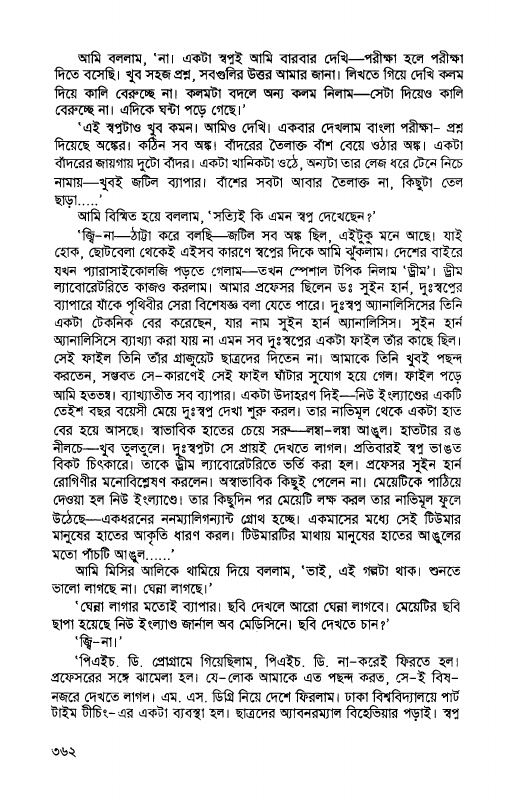 আমি বললাম, ‘না। একটা স্বপ্নই আমি বারবার দেখি—পরীক্ষা হলে পরীক্ষা
দিতে বসেছি। খুব সহজ প্রশ্ন, সবগুলির উত্তর আমার জানা। লিখতে গিয়ে দেখি কলম
দিয়ে কালি বেরুচ্ছে না। কলমটা বদলে অন্য কলম নিলাম—সেটা দিয়েও কালি
বেরুচ্ছে না। এদিকে ঘন্টা পড়ে গেছে।’
‘এই স্বপ্নটাও খুব কমন। আমিও দেখি। একবার দেখলাম বাংলা পরীক্ষা- প্রশ্ন
দিয়েছে অঙ্কের। কঠিন সব অঙ্ক। বাঁদরের তৈলাক্ত বাঁশ বেয়ে ওঠার অঙ্ক। একটা
বাঁদরের জায়গায় দুটো বাঁদর। একটা খানিকটা ওঠে, অন্যটা তার লেজ ধরে টেনে নিচে
নামায়—খুবই জটিল ব্যাপার। বাঁশের সবটা আবার তৈলাক্ত না, কিছুটা তেল
ছাড়া.....’
আমি বিস্মিত হয়ে বললাম, ‘সত্যিই কি এমন স্বপ্ন দেখেছেন?’
‘জ্বি-না—ঠাট্টা করে বলছি—জটিল সব অঙ্ক ছিল, এইটুকু মনে আছে। যাই
হোক, ছোটবেলা থেকেই এইসব কারণে স্বপ্নের দিকে আমি ঝুঁকলাম। দেশের বাইরে
যখন প্যারাসাইকোলজি পড়তে গেলাম—তখন স্পেশাল টপিক নিলাম ‘ড্রীম’। ড্রীম
ল্যাবোরেটরিতে কাজও করলাম। আমার প্রফেসর ছিলেন ডঃ সুইন হার্ন, দুঃস্বপ্নের
ব্যাপারে যাঁকে পৃথিবীর সেরা বিশেষজ্ঞ বলা যেতে পারে। দুঃস্বপ্ন অ্যানালিসিসের তিনি
একটা টেকনিক বের করেছেন, যার নাম সুইন হার্ন অ্যানালিসিস। সুইন হার্ন
অ্যানালিসিসে ব্যাখ্যা করা যায় না এমন সব দুঃস্বপ্নের একটা ফাইল তাঁর কাছে ছিল।
সেই ফাইল তিনি তাঁর গ্রাজুয়েট ছাত্রদের দিতেন না। আমাকে তিনি খুবই পছন্দ
করতেন, সম্ভবত সে-কারণেই সেই ফাইল ঘাঁটার সুযোগ হয়ে গেল। ফাইল পড়ে
আমি হতভম্ব। ব্যাখ্যাতীত সব ব্যাপার। একটা উদাহরণ দিই—নিউ ইংল্যাণ্ডের একটি
তেইশ বছর বয়েসী মেয়ে দুঃস্বপ্ন দেখা শুরু করল। তার নাভিমূল থেকে একটা হাত
বের হয়ে আসছে। স্বাভাবিক হাতের চেয়ে সরু—লম্বা-লম্বা আঙুল। হাতটার রঙ
নীলচে—খুব তুলতুলে। দুঃস্বপ্নটা সে প্রায়ই দেখতে লাগল। প্রতিবারই স্বপ্ন ভাঙত
বিকট চিৎকারে। তাকে ড্রীম ল্যাবোরেটরিতে ভর্তি করা হল। প্রফেসর সুইন হার্ন
রোগিণীর মনোবিশ্লেষণ করলেন। অস্বাভাবিক কিছুই পেলেন না। মেয়েটিকে পাঠিয়ে
দেওয়া হল নিউ ইংল্যাণ্ডে। তার কিছুদিন পর মেয়েটি লক্ষ করল তার নাভিমূল ফুলে
উঠেছে—একধরনের ননম্যালিগন্যান্ট গ্রোথ হচ্ছে। একমাসের মধ্যে সেই টিউমার
মানুষের হাতের আকৃতি ধারণ করল। টিউমারটির মাথায় মানুষের হাতের আঙুলের
মতো পাঁচটি আঙুল......’
আমি মিসির আলিকে থামিয়ে দিয়ে বললাম, ‘ভাই, এই গল্পটা থাক। শুনতে
ভালো লাগছে না। ঘেন্না লাগছে।’
‘ঘেন্না লাগার মতোই ব্যাপার। ছবি দেখলে আরো ঘেন্না লাগবে। মেয়েটির ছবি
ছাপা হয়েছে নিউ ইংল্যাণ্ড জার্নাল অব মেডিসিনে। ছবি দেখতে চান?’
‘জ্বি-না।’
‘পিএইচ. ডি. প্রোগ্রামে গিয়েছিলাম, পিএইচ. ডি. না-করেই ফিরতে হল।
প্রফেসরের সঙ্গে ঝামেলা হল। যে-লোক আমাকে এত পছন্দ করত, সে-ই বিষ-
নজরে দেখতে লাগল। এম. এস. ডিগ্রি নিয়ে দেশে ফিরলাম। ঢাকা বিশ্ববিদ্যালয়ে পার্ট
টাইম টীচিং-এর একটা ব্যবস্থা হল। ছাত্রদের অ্যাবনরম্যাল বিহেভিয়ার পড়াই। স্বপ্ন
৩৬২